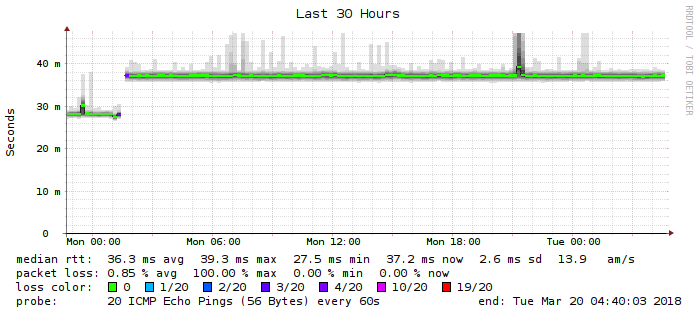 Last 30 Hours
RRDTOOL / TOBI OETIKER
Seconds
40 m
30 m
20 m
10 m
0
Mon 00:00 Mon 06:00 Mon 12:00 Mon 18:00 Tue 00:00
median rtt: 36.3 ms avg 39.3 ms max 27.5 ms min 37.2 ms now 2.6 ms sd 13.9 am/s
packet loss: 0.85 % avg 100.00 % max 0.00 % min 0.00 % now
loss color: 0 1/20 2/20 3/20 4/20 10/20 19/20
probe: 20 ICMP Echo Pings (56 Bytes) every 60s end: Tue Mar 20 04:40:03 2018